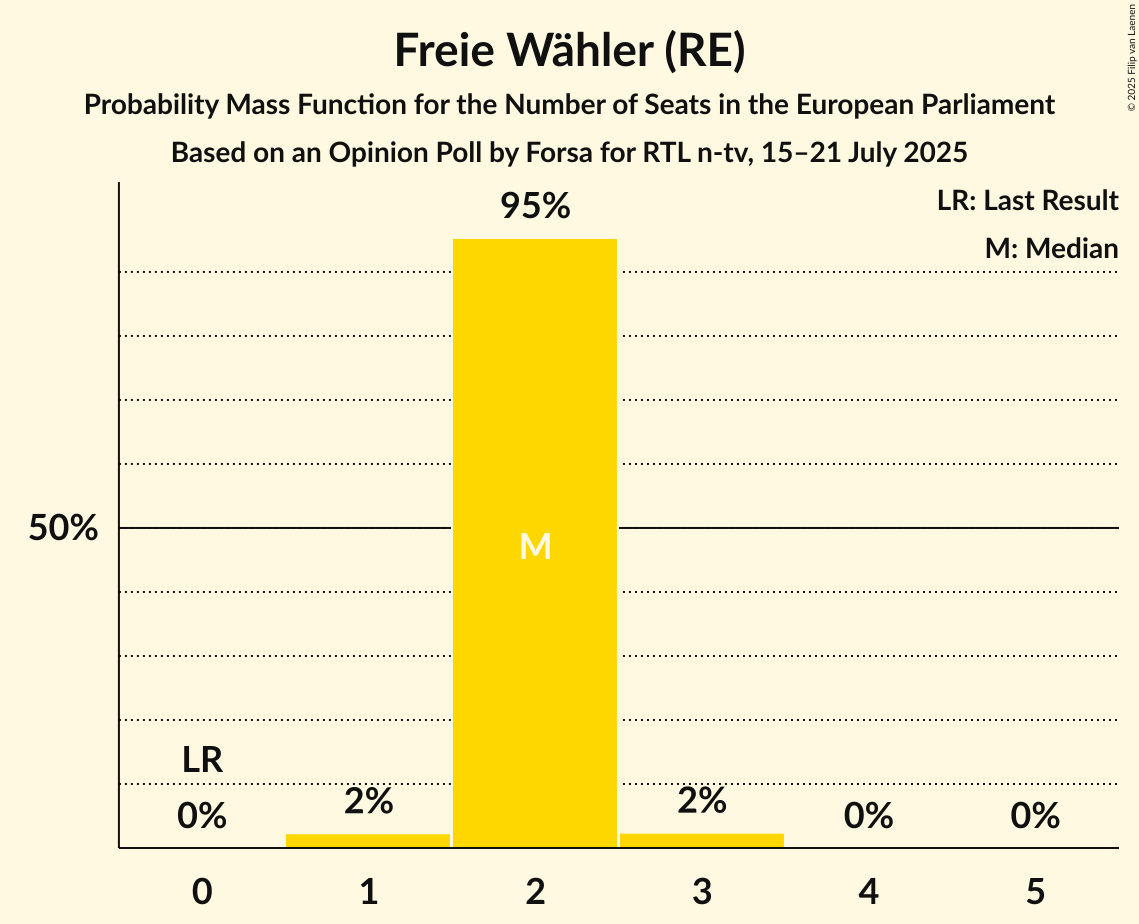 Freie Wähler (RE)
Probability Mass Function for the Number of Seats in the European Parliament
Based on an Opinion Poll by Forsa for RTL n-tv, 15–21 July 2025
© 2025 Filip van Laenen
LR: Last Result
M: Median
95%
50%
M
LR
0%
2%
2%
0%
0%
0
1
2
3
4
5